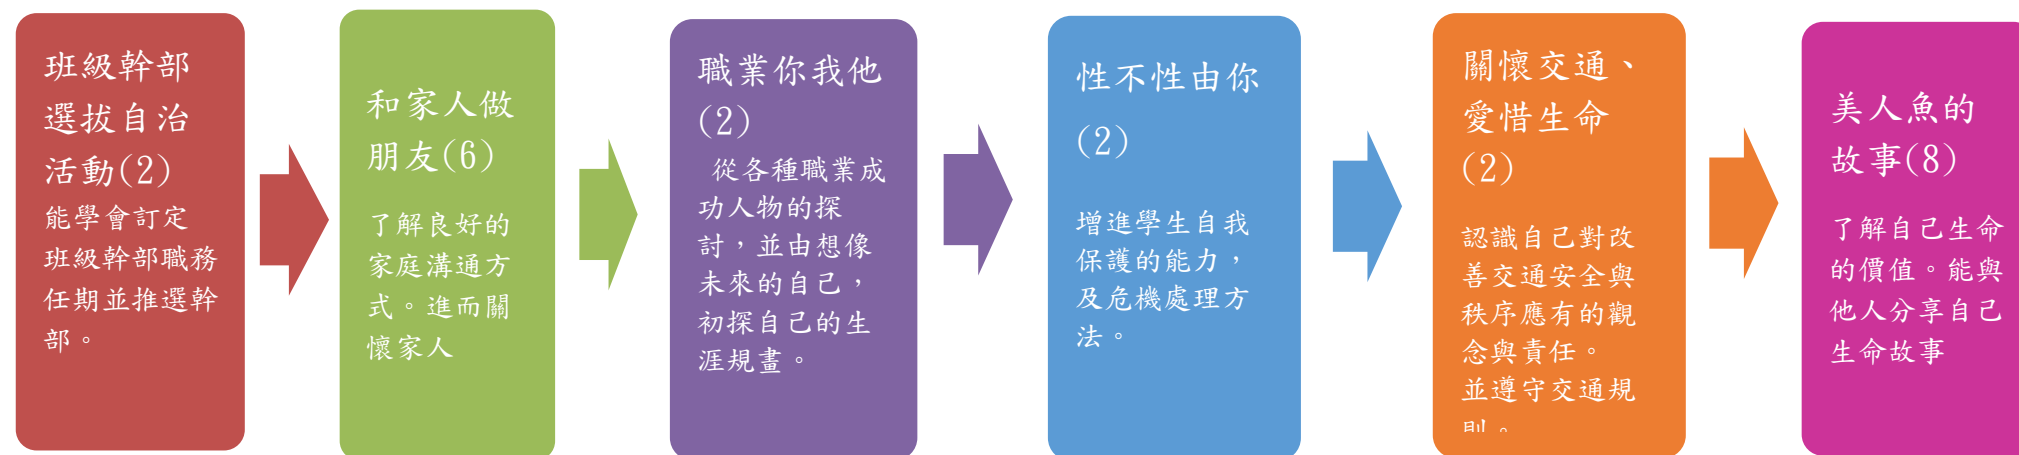 班級幹部
選拔自治
活動(2)
能學會訂定
班級幹部職務
任期並推選幹
部。
和家人做
朋友(6)
了解良好的
家庭溝通方
式。進而關
懷家人
職業你我他
(2)
從各種職業成
功人物的探
討，並由想像
未來的自己，
初探自己的生
涯規畫。
性不性由你
(2)
增進學生自我
保護的能力，
及危機處理方
法。
關懷交通、
愛惜生命
(2)
認識自己對改
善交通安全與
秩序應有的觀
念與責任。
並遵守交通規
則。
美人魚的
故事(8)
了解自己生命
的價值。能與
他人分享自己
生命故事